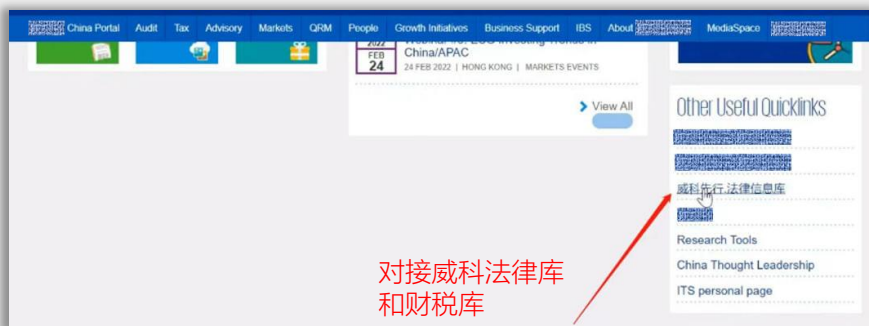 China Portal Audit Tax Advisory Markets QRM People Growth Initiatives Business Support IBS About MediaSpace
2022
China/APAC
FEB
24
24 FEB 2022 | HONG KONG | MARKETS EVENTS
View All
Other Useful Quicklinks
威科先行.法律信息库
Research Tools
China Thought Leadership
ITS personal page
对接威科法律库
和财税库